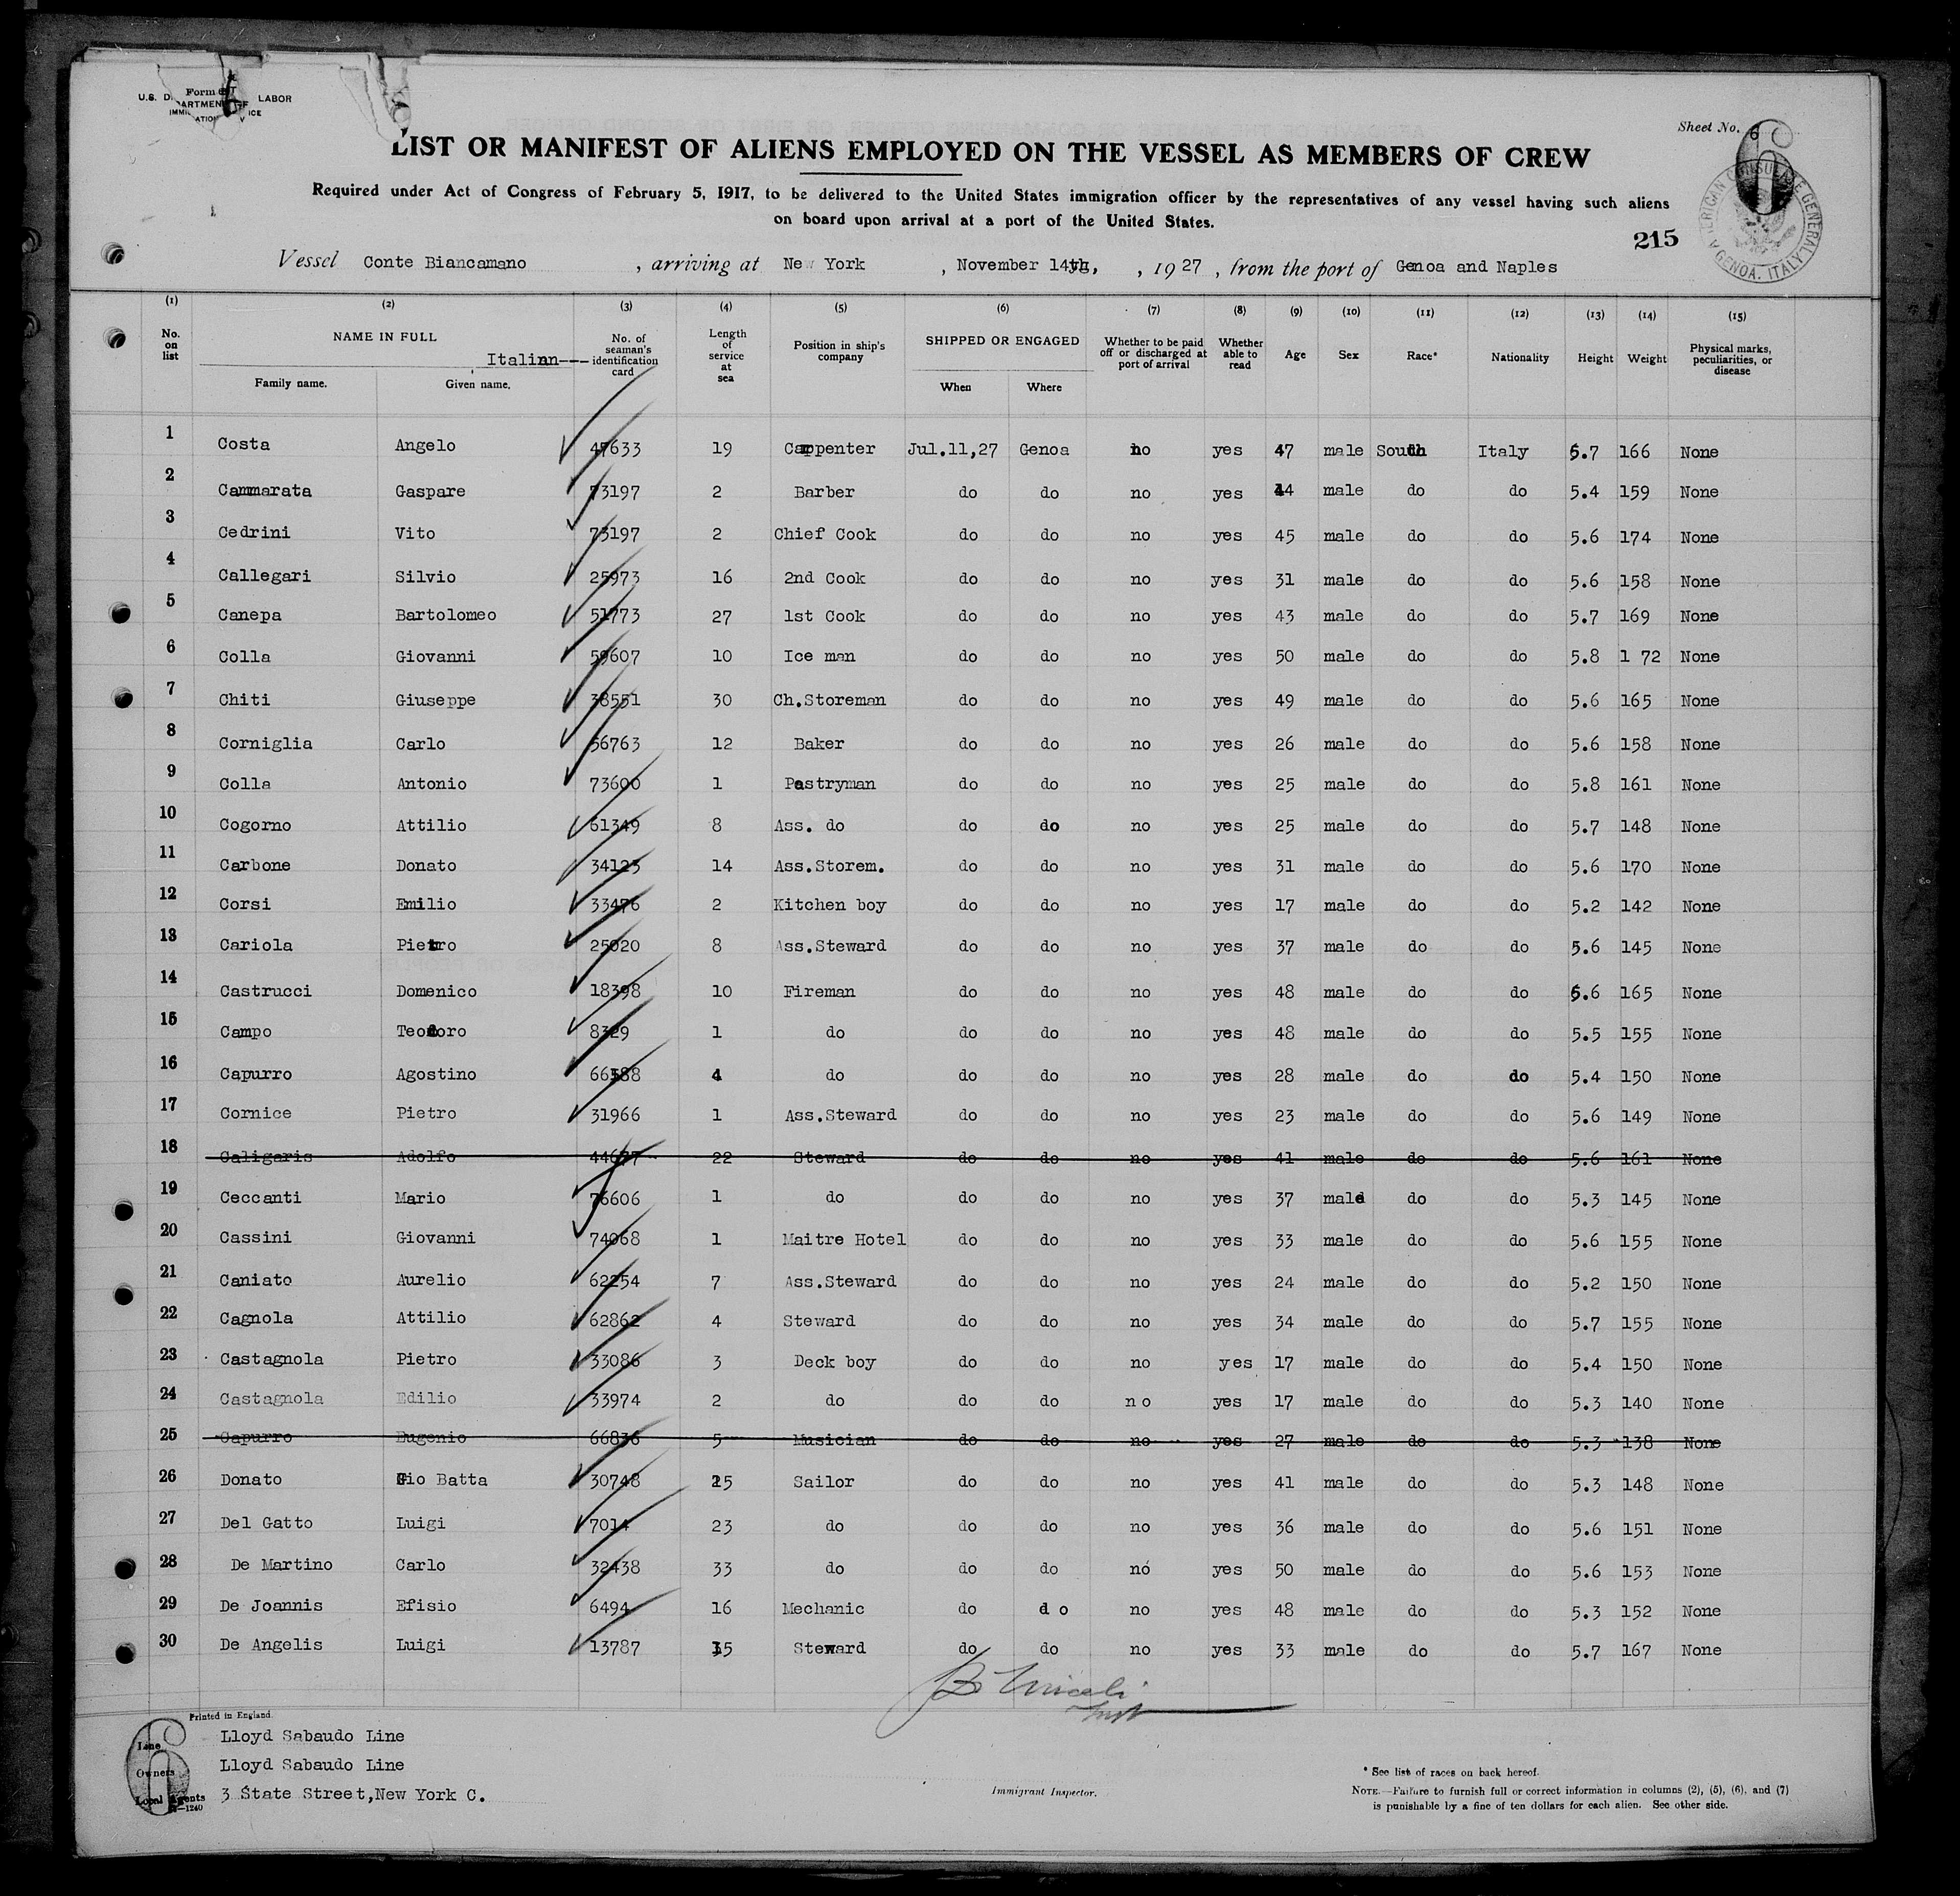 Form
U.S. DEPARTMENT OF LABOR
IMMIGRATION SERVICE
Sheet No. 6
6
LIST OR MANIFEST OF ALIENS EMPLOYED ON THE VESSEL AS MEMBERS OF CREW
Required under Act of Congress of February 5, 1917, to be delivered to the United States immigration officer by the representatives of any vessel having such aliens
on board upon arrival at a port of the United States.
AMERICAN CONSULATE GENERAL GENOA, ITALY
215
Vessel Conte Biancamano, arriving at New York, November 14th, , 1927, from the port of Genoa and Naples
(1) (2) (3) (4) (5) (6) (7) (8) (9) (10) (11) (12) (13) (14) (15)
No. on list NAME IN FULL Family name. Given name. Italian--- No. of seaman's identification card Length of service at sea Position in ship's company SHIPPED OR ENGAGED When Where Whether to be paid off or discharged at port of arrival Whether able to read Age Sex Race* Nationality Height Weight Physical marks, peculiarities, or disease
1 Costa Angelo 47633 19 Carpenter Jul.11,27 Genoa no yes 47 male South Italy 5.7 166 None
2 Cammarata Gaspare 73197 2 Barber do do no yes 44 male do do 5.4 159 None
3 Cedrini Vito 73197 2 Chief Cook do do no yes 45 male do do 5.6 174 None
4 Callegari Silvio 25973 16 2nd Cook do do no yes 31 male do do 5.6 158 None
5 Canepa Bartolomeo 51773 27 1st Cook do do no yes 43 male do do 5.7 169 None
6 Colla Giovanni 59607 10 Ice man do do no yes 50 male do do 5.8 1 72 None
7 Chiti Giuseppe 38551 30 Ch.Storeman do do no yes 49 male do do 5.6 165 None
8 Corniglia Carlo 56763 12 Baker do do no yes 26 male do do 5.6 158 None
9 Colla Antonio 73600 1 Pastryman do do no yes 25 male do do 5.8 161 None
10 Cogorno Attilio 61349 8 Ass. do do do no yes 25 male do do 5.7 148 None
11 Carbone Donato 34123 14 Ass.Storem. do do no yes 31 male do do 5.6 170 None
12 Corsi Emilio 33476 2 Kitchen boy do do no yes 17 male do do 5.2 142 None
13 Cariola Pietro 25020 8 Ass.Steward do do no yes 37 male do do 5.6 145 None
14 Castrucci Domenico 18398 10 Fireman do do no yes 48 male do do 5.6 165 None
15 Campo Teodoro 8329 1 do do do no yes 48 male do do 5.5 155 None
16 Capurro Agostino 66588 4 do do do no yes 28 male do do 5.4 150 None
17 Cornice Pietro 31966 1 Ass.Steward do do no yes 23 male do do 5.6 149 None
18 Caligaris Adolfo 44677 22 Steward do do no yes 41 male do do 5.6 161 None
19 Ceccanti Mario 76606 1 do do do no yes 37 male do do 5.3 145 None
20 Cassini Giovanni 74068 1 Maitre Hotel do do no yes 33 male do do 5.6 155 None
21 Caniato Aurelio 62254 7 Ass.Steward do do no yes 24 male do do 5.2 150 None
22 Cagnola Attilio 62862 4 Steward do do no yes 34 male do do 5.7 155 None
23 Castagnola Pietro 33086 3 Deck boy do do no yes 17 male do do 5.4 150 None
24 Castagnola Edilio 33974 2 do do do no yes 17 male do do 5.3 140 None
25 Capurro Eugenio 66836 5 Musician do do no yes 27 male do do 5.3 138 None
26 Donato Gio Batta 30748 25 Sailor do do no yes 41 male do do 5.3 148 None
27 Del Gatto Luigi 7014 23 do do do no yes 36 male do do 5.6 151 None
28 De Martino Carlo 32438 33 do do do no yes 50 male do do 5.6 153 None
29 De Joannis Efisio 6494 16 Mechanic do d o no yes 48 male do do 5.3 152 None
30 De Angelis Luigi 13787 15 Steward do do no yes 33 male do do 5.7 167 None
Printed in England.
Line Lloyd Sabaudo Line
Owners Lloyd Sabaudo Line
Local Agents 3 State Street, New York C.
6
Immigrant Inspector.
* See list of races on back hereof.
NOTE.—Failure to furnish full or correct information in columns (2), (5), (6), and (7)
is punishable by a fine of ten dollars for each alien. See other side.